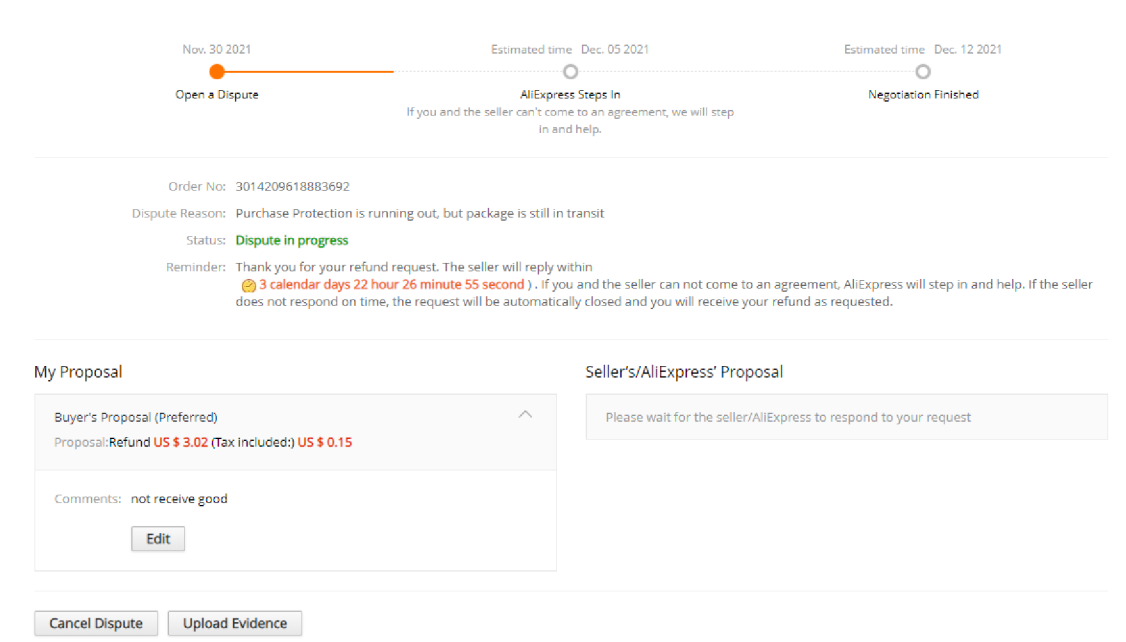 Nov. 30 2021
Estimated time Dec. 05 2021
Estimated time Dec. 12 2021
Open a Dispute
AliExpress Steps In
Negotiation Finished
If you and the seller can't come to an agreement, we will step
in and help.
Order No: 3014209618883692
Dispute Reason: Purchase Protection is running out, but package is still in transit
Status: Dispute in progress
Reminder: Thank you for your refund request. The seller will reply within
3 calendar days 22 hour 26 minute 55 second ) . If you and the seller can not come to an agreement, AliExpress will step in and help. If the seller
does not respond on time, the request will be automatically closed and you will receive your refund as requested.
My Proposal
Seller's/AliExpress' Proposal
Buyer's Proposal (Preferred)
Proposal:Refund US $ 3.02 (Tax included:) US $ 0.15
Please wait for the seller/AliExpress to respond to your request
Comments: not receive good
Edit
Cancel Dispute
Upload Evidence